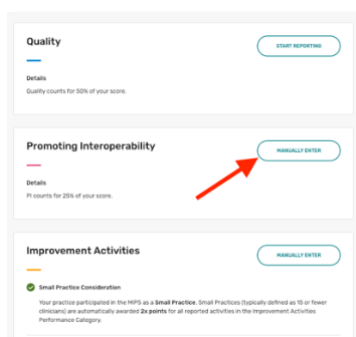 Quality
START REPORTING
Details
Quality counts for 50% of your score.
Promoting Interoperability
MANUALLY ENTER
Details
PI counts for 25% of your score.
Improvement Activities
MANUALLY ENTER
Small Practice Consideration
Your practice participated in the MIPS as a Small Practice. Small Practices (typically defined as 15 or fewer
clinicians) are automatically awarded 2x points for all reported activities in the Improvement Activities
Performance Category.